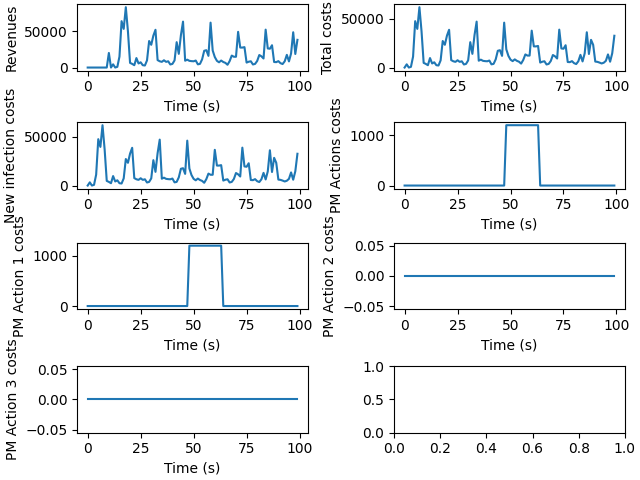 Revenues
50000
0
0 25 50 75 100
Time (s)
Total costs
50000
0
0 25 50 75 100
Time (s)
New infection costs
50000
0
0 25 50 75 100
Time (s)
PM Actions costs
1000
0
0 25 50 75 100
Time (s)
PM Action 1 costs
1000
0
0 25 50 75 100
Time (s)
PM Action 2 costs
0.05
0.00
−0.05
0 25 50 75 100
Time (s)
PM Action 3 costs
0.05
0.00
−0.05
0 25 50 75 100
Time (s)
1.0
0.5
0.0
0.0 0.2 0.4 0.6 0.8 1.0